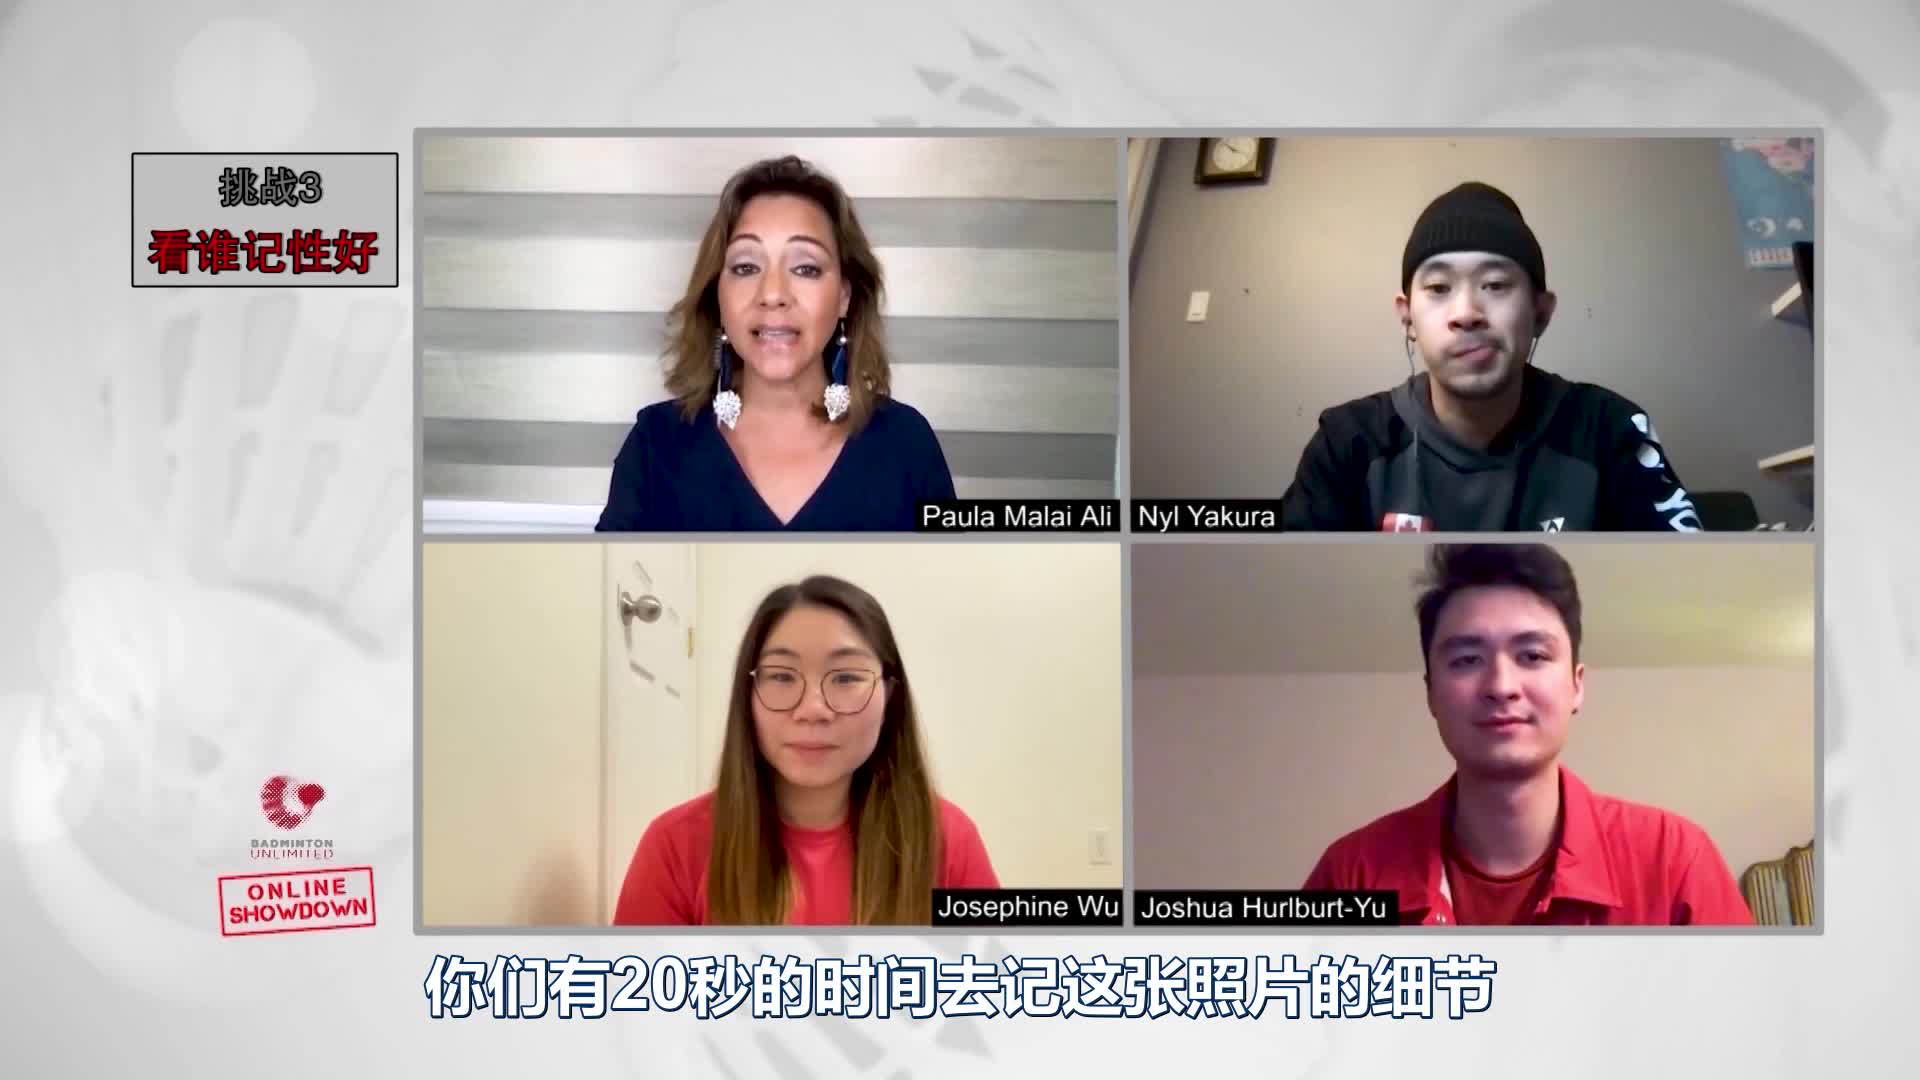 挑战3
看谁记性好
Paula Malai Ali
Nyl Yakura
Josephine Wu
Joshua Hurlburt-Yu
BADMINTON
UNLIMITED
ONLINE
SHOWDOWN
你们有20秒的时间去记这张照片的细节